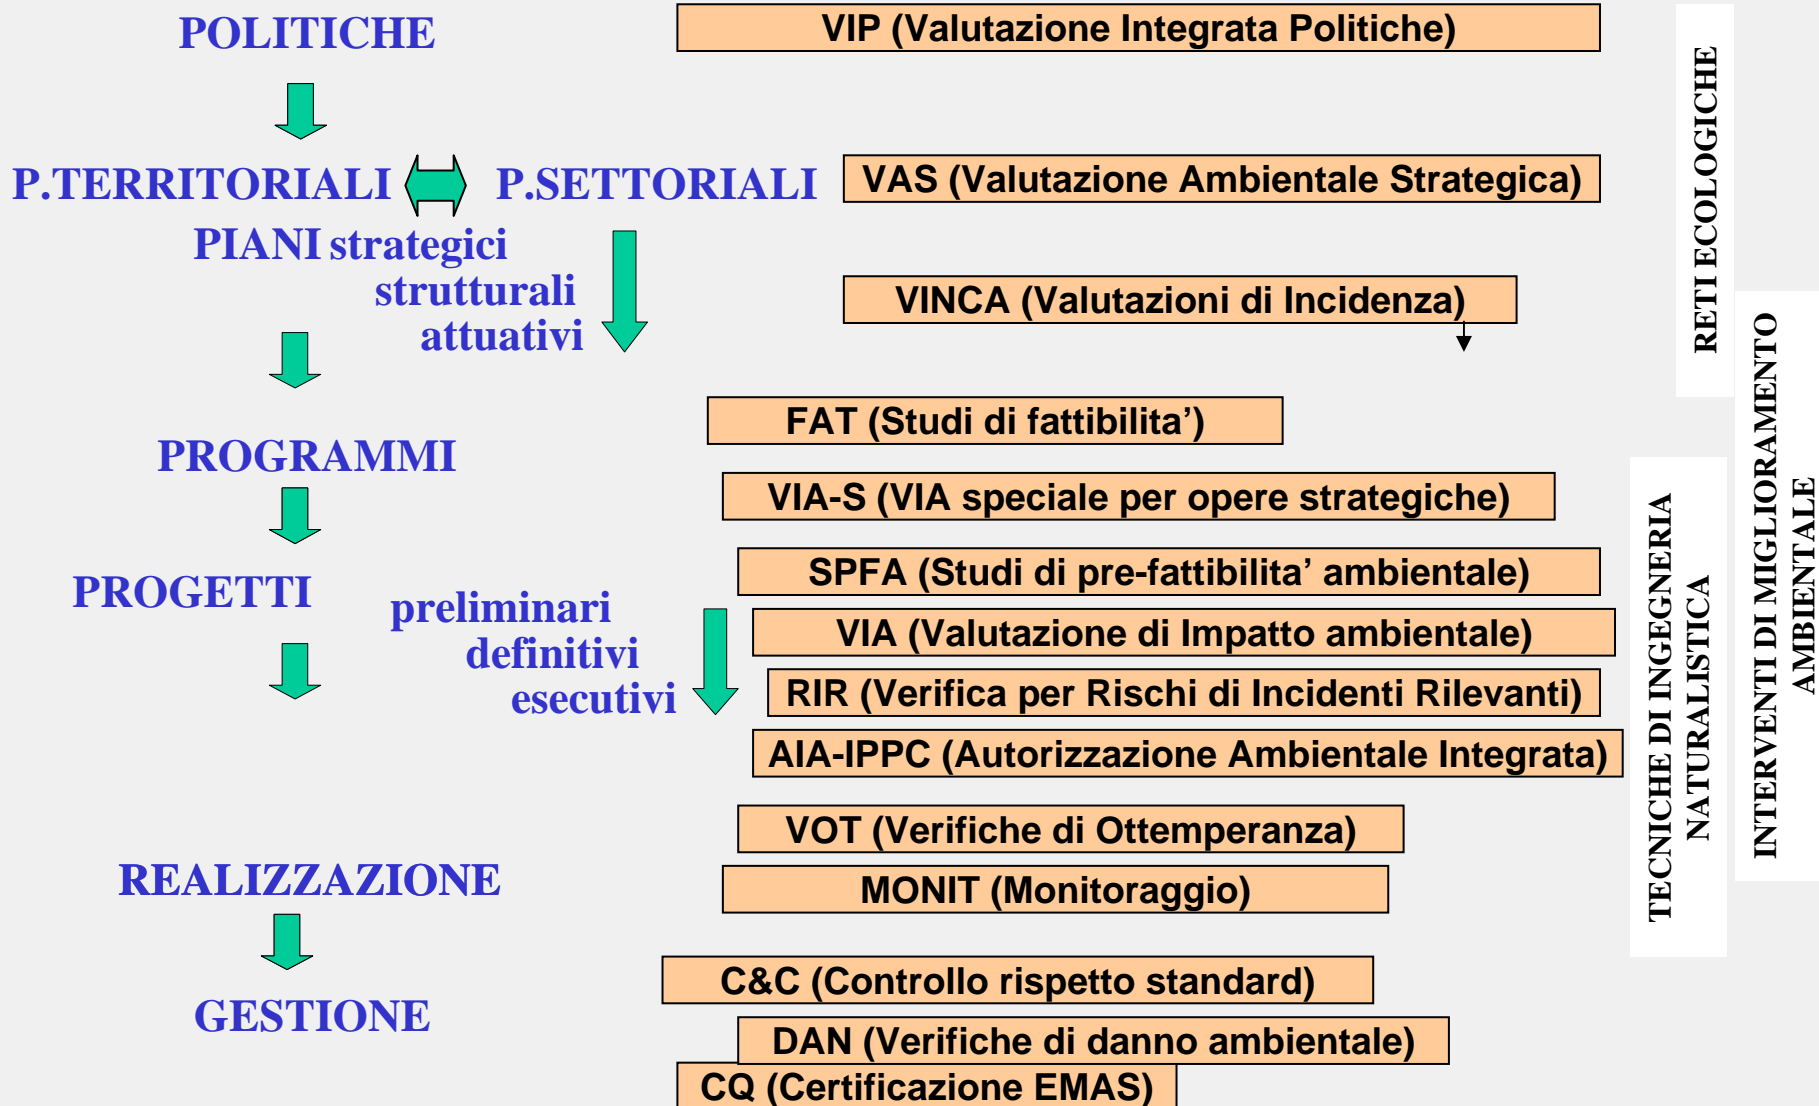 POLITICHE
VIP (Valutazione Integrata Politiche)
P.TERRITORIALI
P.SETTORIALI
VAS (Valutazione Ambientale Strategica)
PIANI strategici
strutturali
attuativi
VINCA (Valutazioni di Incidenza)
FAT (Studi di fattibilita’)
PROGRAMMI
VIA-S (VIA speciale per opere strategiche)
SPFA (Studi di pre-fattibilita’ ambientale)
PROGETTI
preliminari
definitivi
esecutivi
VIA (Valutazione di Impatto ambientale)
RIR (Verifica per Rischi di Incidenti Rilevanti)
AIA-IPPC (Autorizzazione Ambientale Integrata)
VOT (Verifiche di Ottemperanza)
REALIZZAZIONE
MONIT (Monitoraggio)
C&C (Controllo rispetto standard)
GESTIONE
DAN (Verifiche di danno ambientale)
CQ (Certificazione EMAS)
RETI ECOLOGICHE
TECNICHE DI INGEGNERIA
NATURALISTICA
INTERVENTI DI MIGLIORAMENTO
AMBIENTALE